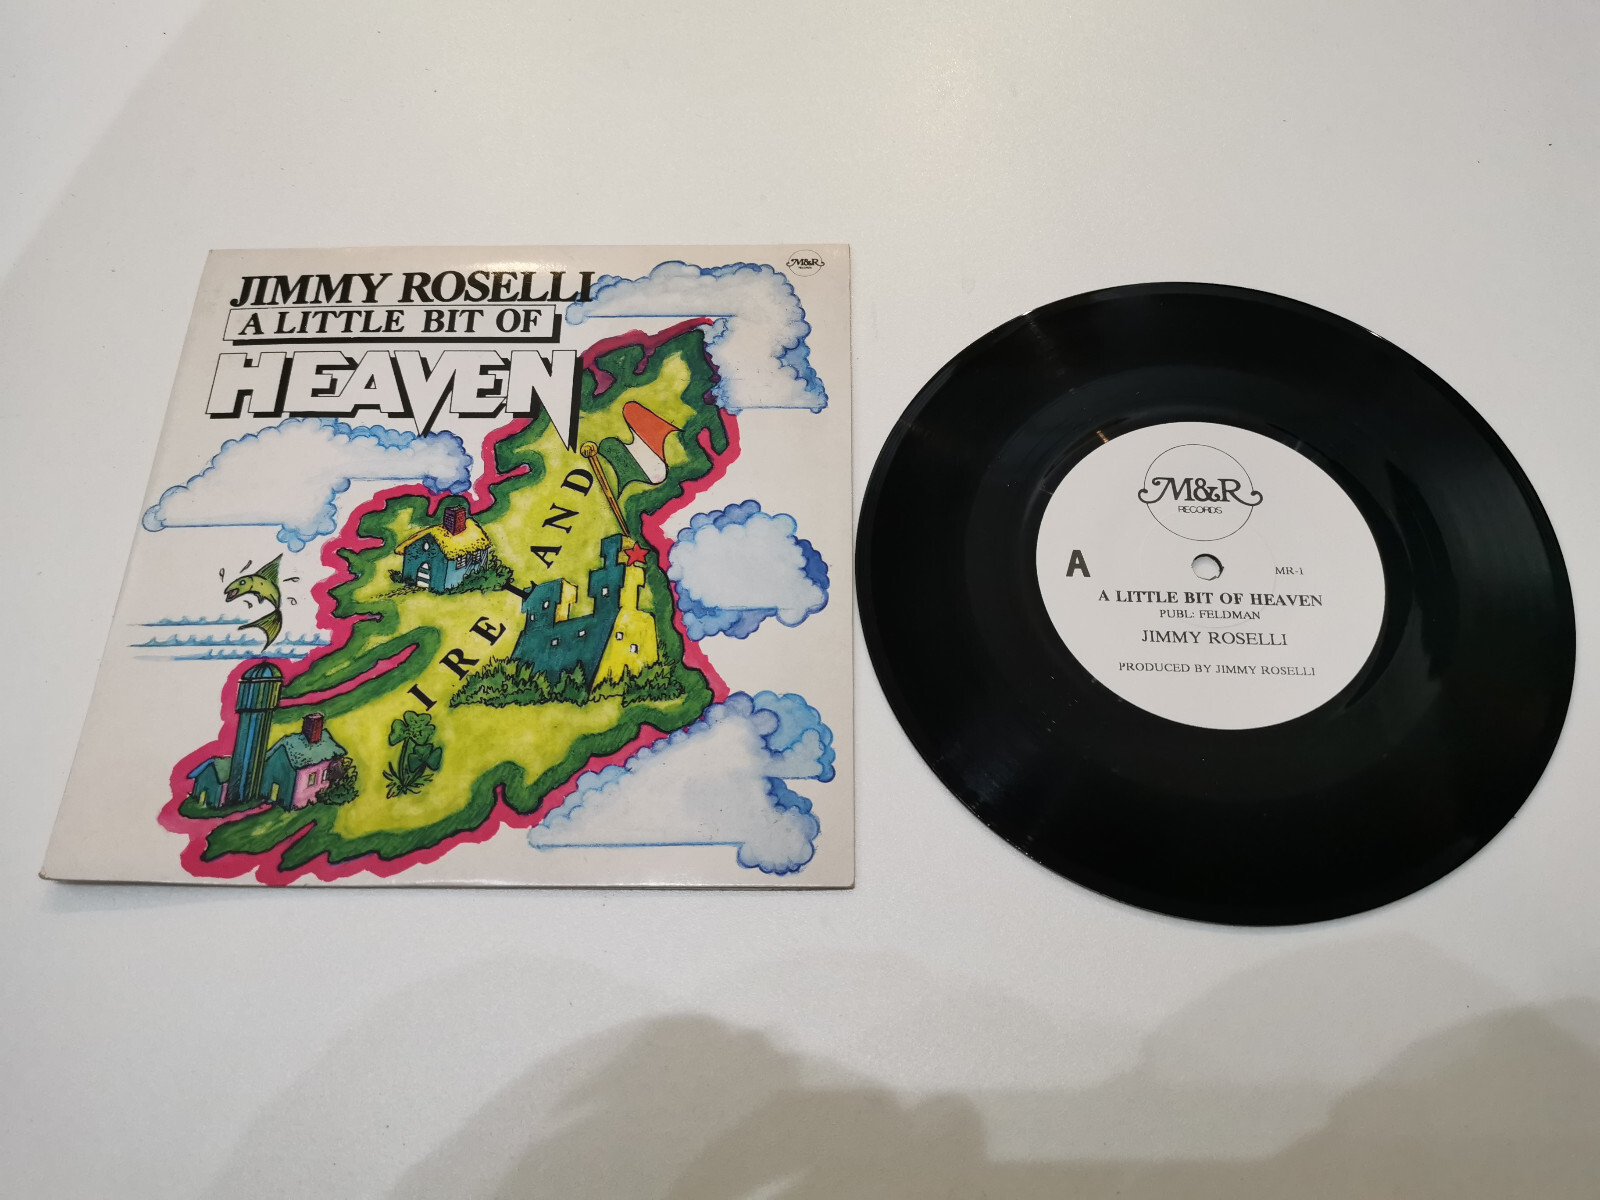 JIMMY ROSELLI
A LITTLE BIT OF
HEAVEN
M&R
RECORDS
IRELAND
M&R
RECORDS
A
MR-1
A LITTLE BIT OF HEAVEN
PUBL: FELDMAN
JIMMY ROSELLI
PRODUCED BY JIMMY ROSELLI